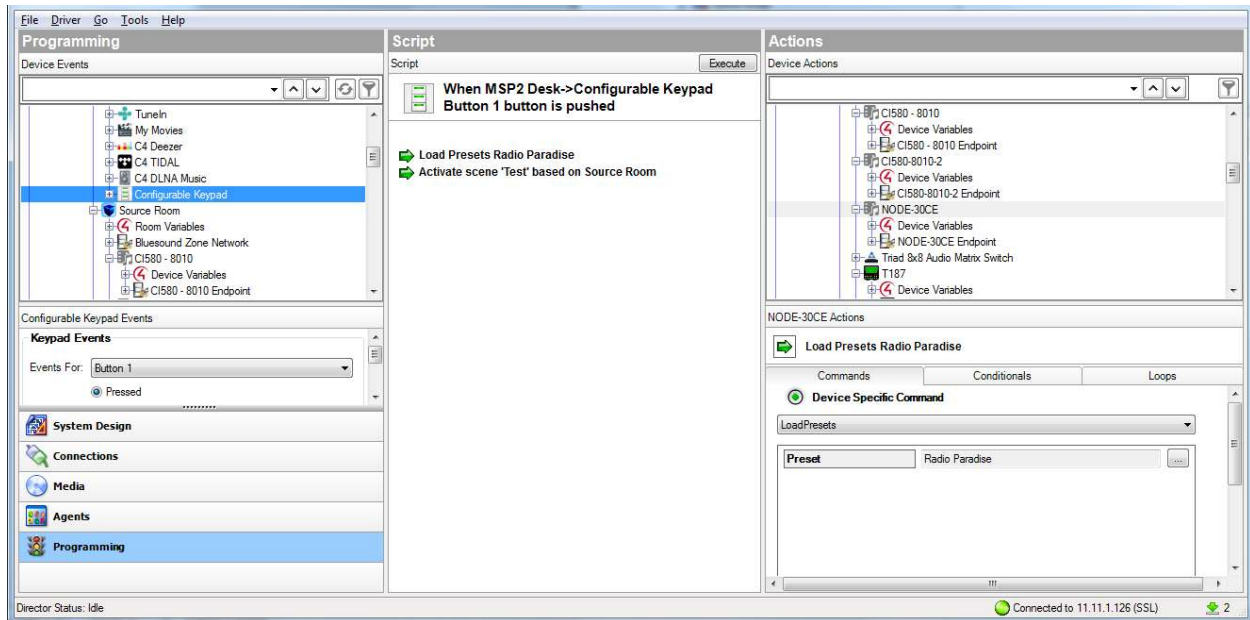 File Driver Go Tools Help
Programming
Device Events
TuneIn
My Movies
C4 Deezer
C4 TIDAL
C4 DLNA Music
Configurable Keypad
Source Room
Room Variables
Bluesound Zone Network
CI580 - 8010
Device Variables
CI580 - 8010 Endpoint
Configurable Keypad Events
Keypad Events
Events For: Button 1
Pressed
System Design
Connections
Media
Agents
Programming
Script
Script Execute
When MSP2 Desk->Configurable Keypad
Button 1 button is pushed
Load Presets Radio Paradise
Activate scene 'Test' based on Source Room
Actions
Device Actions
CI580 - 8010
Device Variables
CI580 - 8010 Endpoint
CI580-8010-2
Device Variables
CI580-8010-2 Endpoint
NODE-30CE
Device Variables
NODE-30CE Endpoint
Triad 8x8 Audio Matrix Switch
T187
Device Variables
NODE-30CE Actions
Load Presets Radio Paradise
Commands Conditionals Loops
Device Specific Command
LoadPresets
Preset Radio Paradise ...
Director Status: Idle
Connected to 11.11.1.126 (SSL) 2